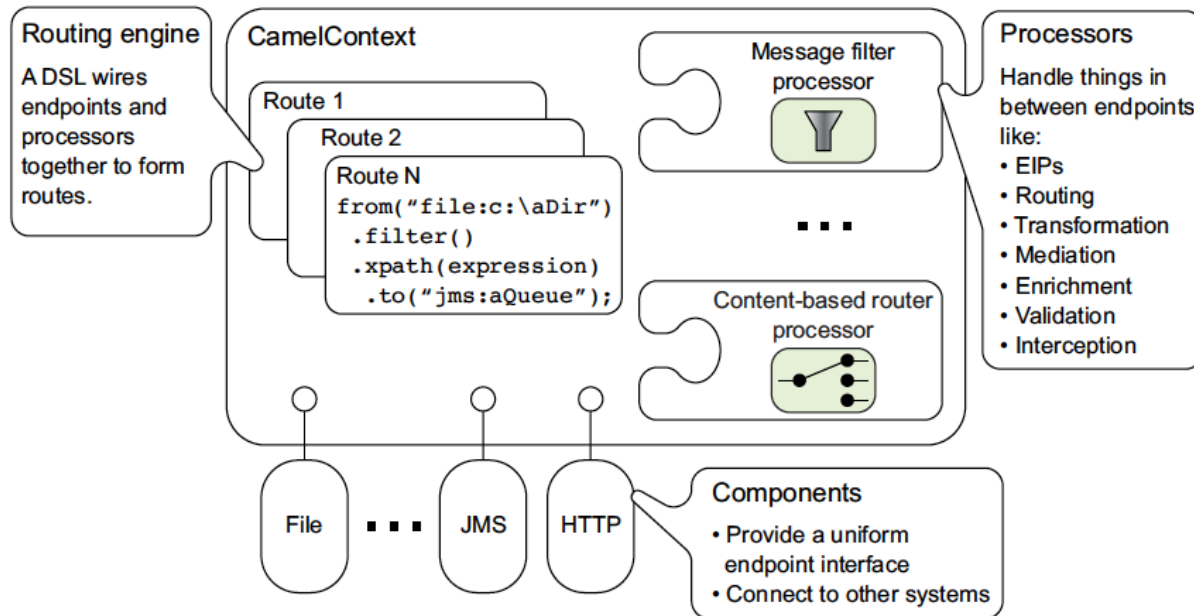 Routing engine
A DSL wires
endpoints and
processors
together to form
routes.
CamelContext
Route 1
Route 2
Route N
from(“file:c:\aDir”)
.filter()
.xpath(expression)
.to(“jms:aQueue”);
Message filter
processor
Content-based router
processor
Processors
Handle things in
between endpoints
like:
• EIPs
• Routing
• Transformation
• Mediation
• Enrichment
• Validation
• Interception
File
JMS
HTTP
Components
• Provide a uniform
endpoint interface
• Connect to other systems